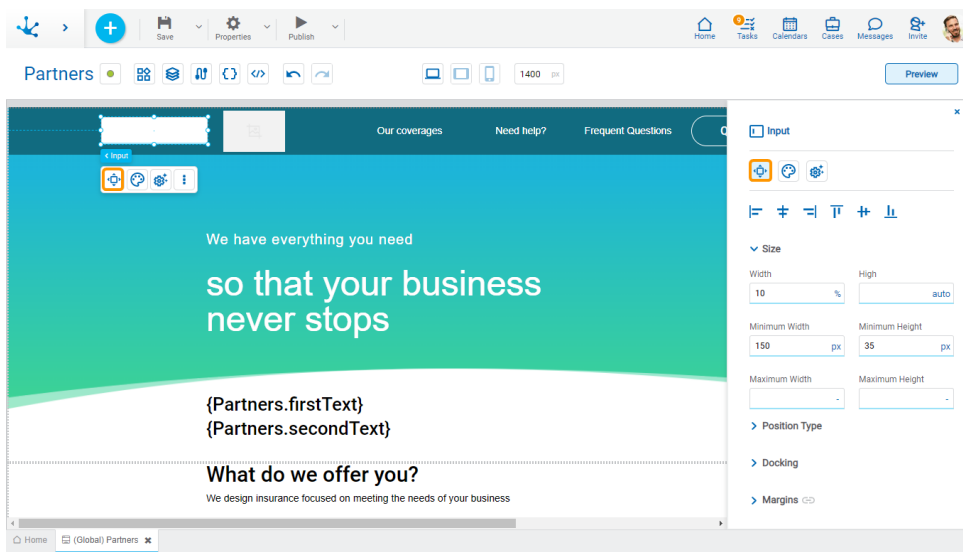 Save
Properties
Publish
Home
9
Tasks
Calendars
Cases
Messages
Invite
Partners
1400 px
Preview
Our coverages
Need help?
Frequent Questions
Input
Input
We have everything you need
so that your business
never stops
{Partners.firstText}
{Partners.secondText}
What do we offer you?
We design insurance focused on meeting the needs of your business
Size
Width
High
10 %
auto
Minimum Width
Minimum Height
150 px
35 px
Maximum Width
Maximum Height
-
-
Position Type
Docking
Margins
Home
(Global) Partners